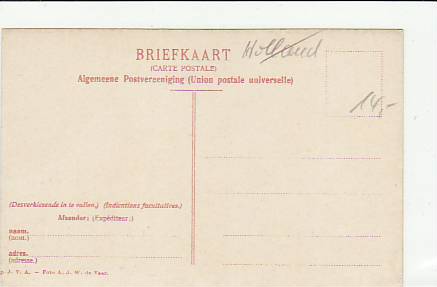 BRIEFKAART
Holland
(CARTE POSTALE)
Algemeene Postvereeniging (Union postale universelle)
14,-
(Desverkiezende in te vullen.) (Indications facultatives.)
Afzender: (Expéditeur:)
naam.
(nom.)
adres.
(adresse.)
J. V. A. — Foto A. J. W. de Veer.